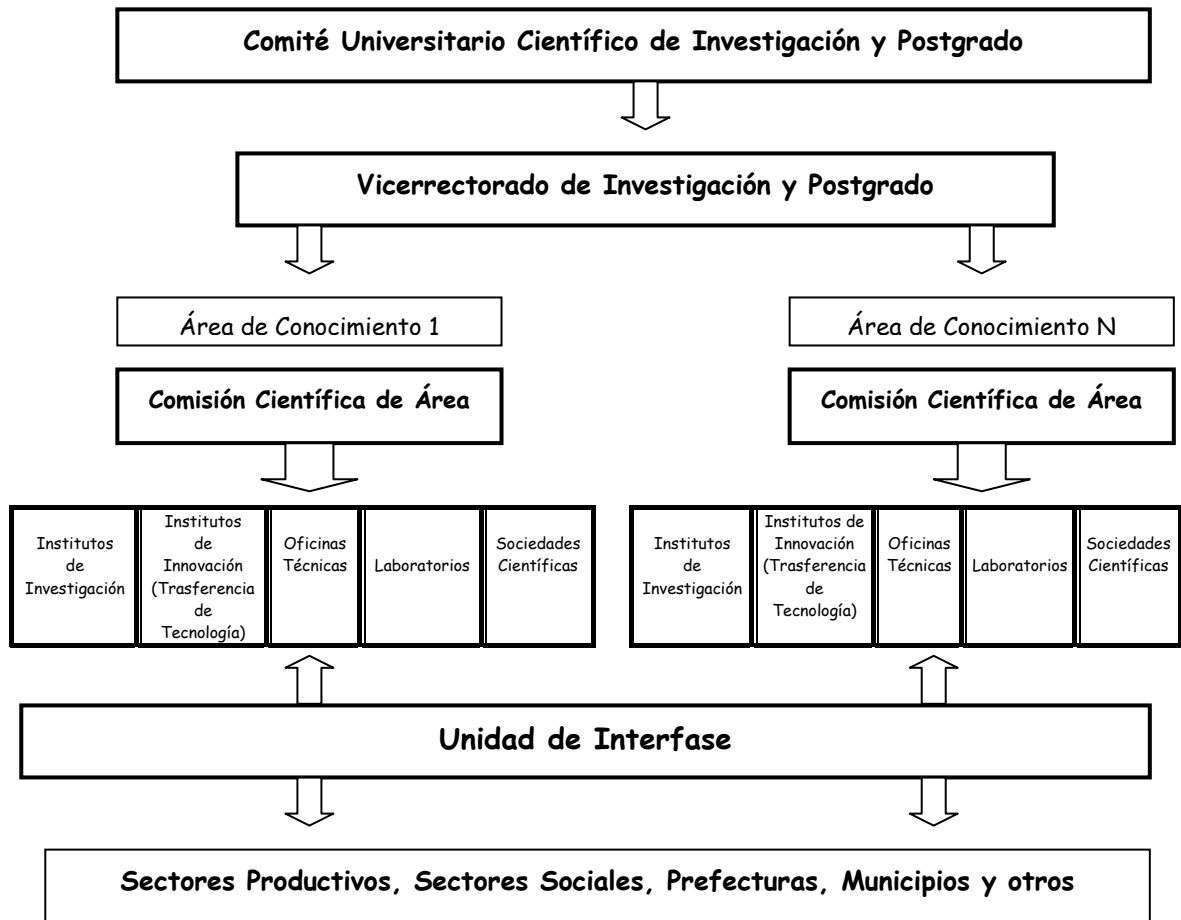 Comité Universitario Científico de Investigación y Postgrado
Vicerrectorado de Investigación y Postgrado
Área de Conocimiento 1
Área de Conocimiento N
Comisión Científica de Área
Comisión Científica de Área
Institutos
de
Investigación
Institutos
de
Innovación
(Trasferencia
de
Tecnología)
Oficinas
Técnicas
Laboratorios
Sociedades
Científicas
Institutos
de
Investigación
Institutos de
Innovación
(Trasferencia
de
Tecnología)
Oficinas
Técnicas
Laboratorios
Sociedades
Científicas
Unidad de Interfase
Sectores Productivos, Sectores Sociales, Prefecturas, Municipios y otros